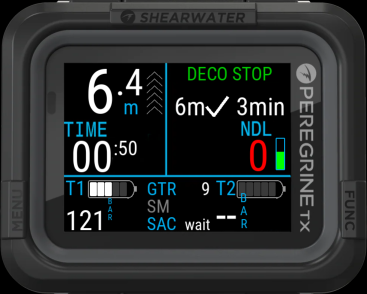 SHEARWATER
6.4 m
DECO STOP
6m 3min
TIME
00:50
NDL
0
T1
BAR
121
GTR 9
SM
SAC wait
T2
BAR
--
PEREGRINE TX
MENU
FUNC